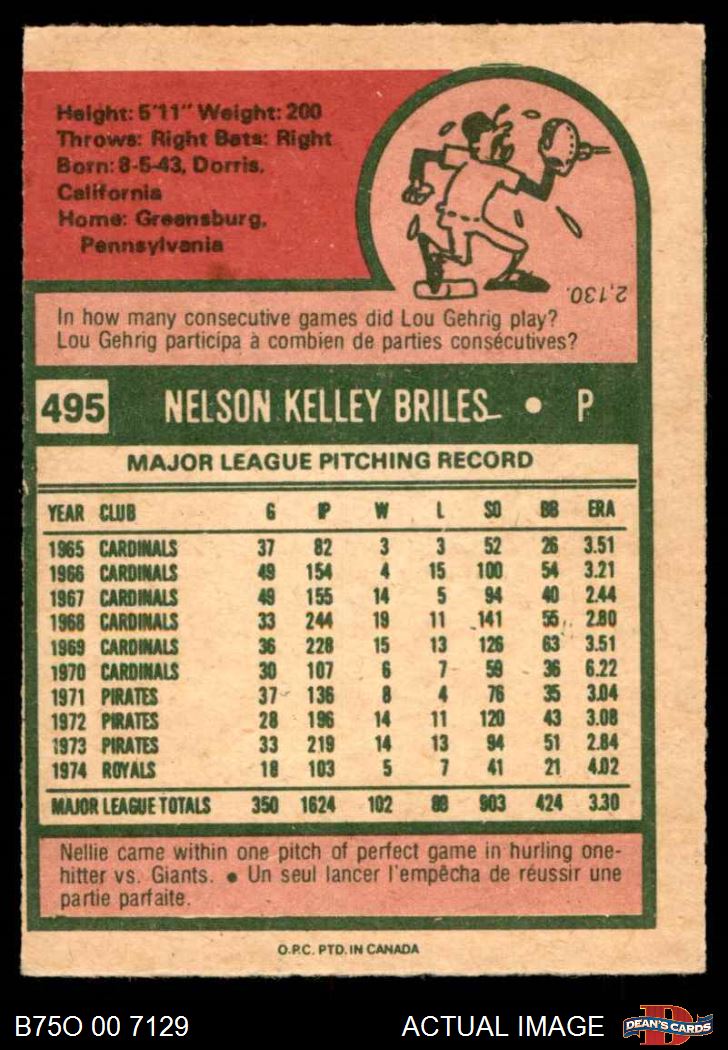 Height: 5'11" Weight: 200
Throws: Right Bats: Right
Born: 8-5-43, Dorris,
California
Home: Greensburg,
Pennsylvania
2,130.
In how many consecutive games did Lou Gehrig play?
Lou Gehrig participa à combien de parties consécutives?
495 NELSON KELLEY BRILES • P
MAJOR LEAGUE PITCHING RECORD
YEAR CLUB G IP W L SO BB ERA
1965 CARDINALS 37 82 3 3 52 26 3.51
1966 CARDINALS 49 154 4 15 100 54 3.21
1967 CARDINALS 49 155 14 5 94 40 2.44
1968 CARDINALS 33 244 19 11 141 55 2.80
1969 CARDINALS 36 228 15 13 126 63 3.51
1970 CARDINALS 30 107 6 7 59 36 6.22
1971 PIRATES 37 136 8 4 76 35 3.04
1972 PIRATES 28 196 14 11 120 43 3.08
1973 PIRATES 33 219 14 13 94 51 2.84
1974 ROYALS 18 103 5 7 41 21 4.02
MAJOR LEAGUE TOTALS 350 1624 102 89 903 424 3.30
Nellie came within one pitch of perfect game in hurling one-
hitter vs. Giants. • Un seul lancer l'empêcha de réussir une
partie parfaite.
O.P.C. PTD. IN CANADA
B75O 00 7129 ACTUAL IMAGE D DEAN'S CARDS